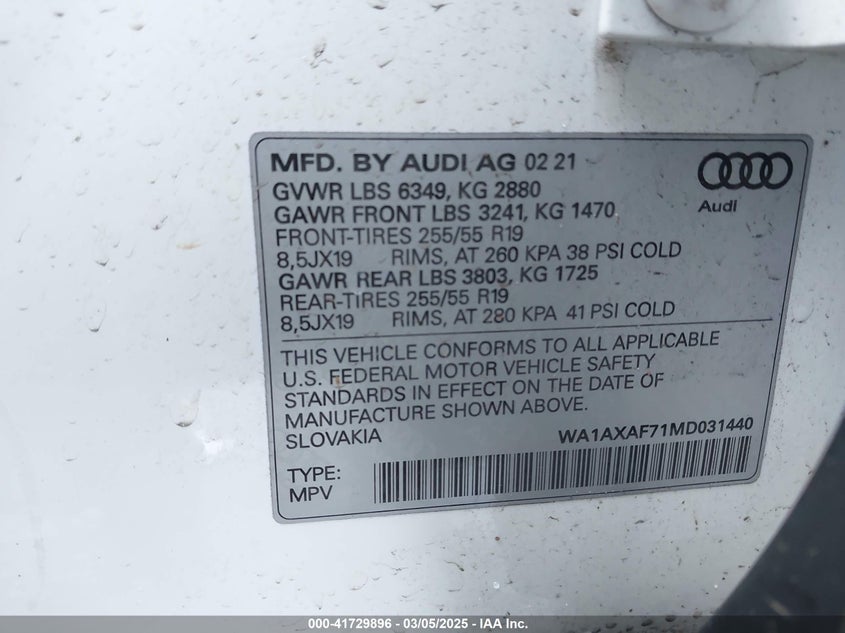 MFD. BY AUDI AG 02 21
GVWR LBS 6349, KG 2880
GAWR FRONT LBS 3241, KG 1470
FRONT-TIRES 255/55 R19
8,5JX19 RIMS, AT 260 KPA 38 PSI COLD
GAWR REAR LBS 3803, KG 1725
REAR-TIRES 255/55 R19
8,5JX19 RIMS, AT 280 KPA 41 PSI COLD
Audi
THIS VEHICLE CONFORMS TO ALL APPLICABLE
U.S. FEDERAL MOTOR VEHICLE SAFETY
STANDARDS IN EFFECT ON THE DATE OF
MANUFACTURE SHOWN ABOVE.
SLOVAKIA WA1AXAF71MD031440
TYPE:
MPV
000-41729896 - 03/05/2025 - IAA Inc.